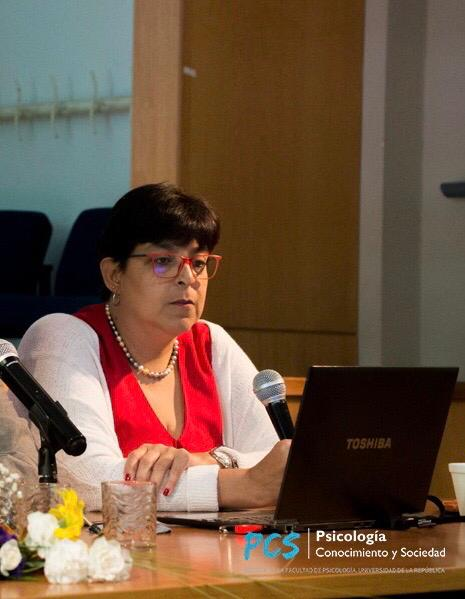 TOSHIBA
PCS
Psicología
Conocimiento y Sociedad
FACULTAD DE PSICOLOGÍA, UNIVERSIDAD DE LA REPÚBLICA